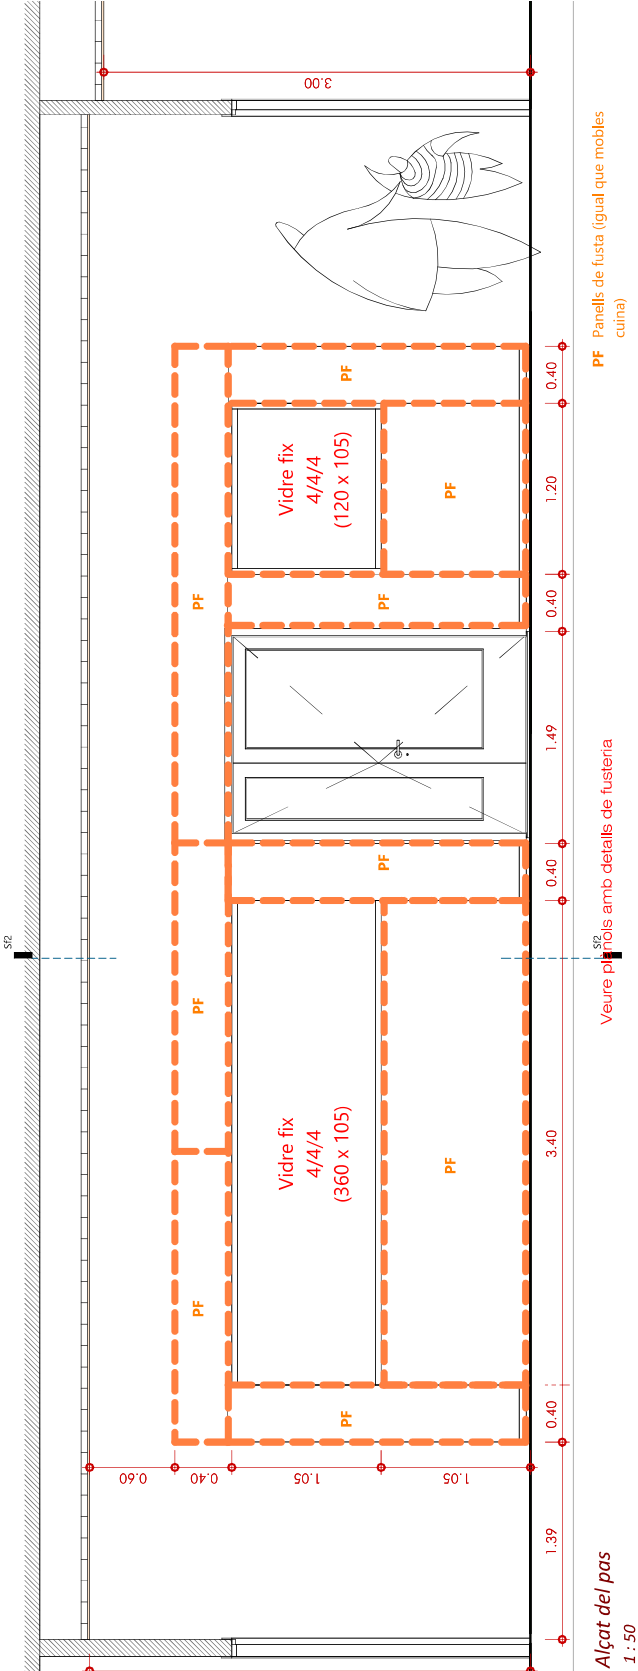 3.00
PF Panells de fusta (igual que mobles
cuina)
PF
Vidre fix
4/4/4
(120 x 105)
PF
PF
PF
PF
PF
Vidre fix
4/4/4
(360 x 105)
PF
PF
PF
PF
0.40
1.20
0.40
1.49
0.40
3.40
0.40
1.39
0.60
0.40
1.05
1.05
Sf2
Sf2
Veure plànols amb detalls de fusteria
Alçat del pas
1 : 50